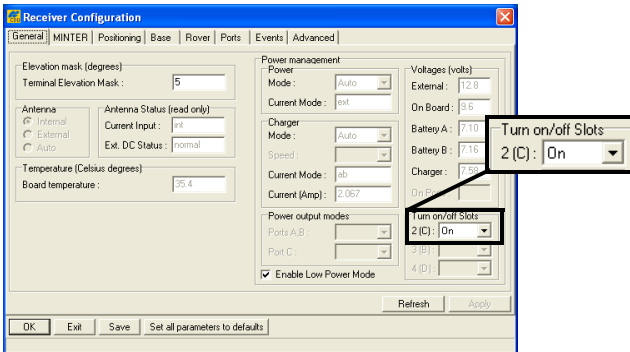 Receiver Configuration
General MINTER Positioning Base Rover Ports Events Advanced
Elevation mask (degrees)
Terminal Elevation Mask : 5
Antenna
Internal
External
Auto
Antenna Status (read only)
Current Input : int
Ext. DC Status : normal
Temperature (Celsius degrees)
Board temperature : 35.4
Power management
Power
Mode : Auto
Current Mode : ext
Charger
Mode : Auto
Speed :
Current Mode : ab
Current (Amp) : 2.067
Power output modes
Ports A,B :
Port C :
Enable Low Power Mode
Voltages (volts)
External : 12.8
On Board : 9.6
Battery A : 7.10
Battery B : 7.16
Charger : 7.58
On
Turn on/off Slots
2 (C) : On
3 (B) :
4 (D) :
Turn on/off Slots
2 (C) : On
Refresh Apply
OK Exit Save Set all parameters to defaults